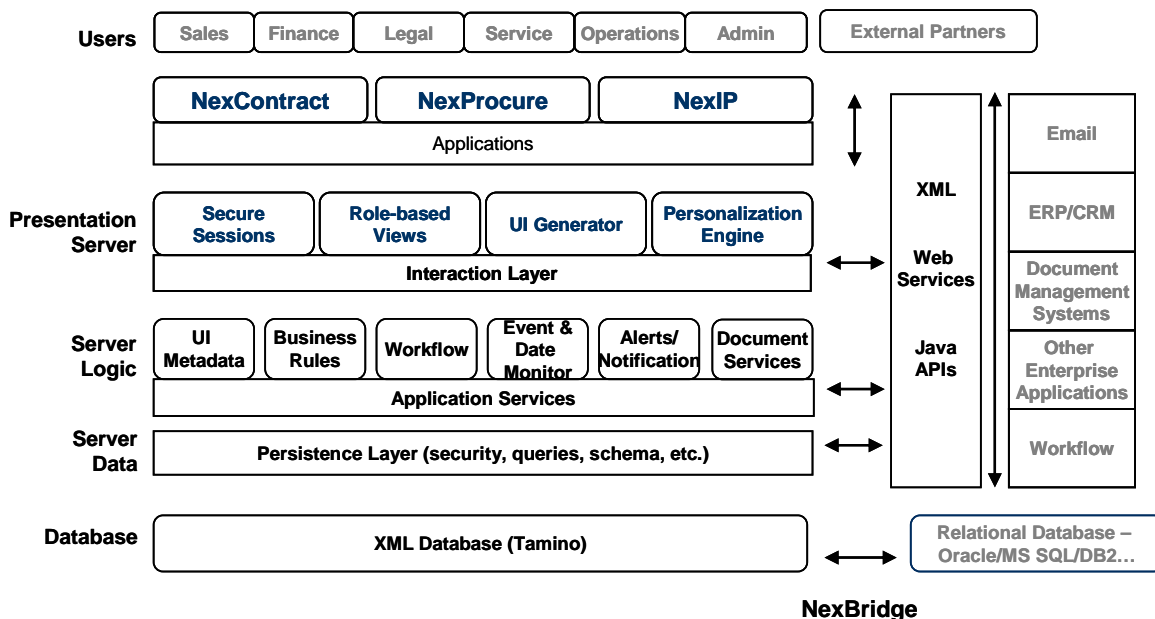 Users
Sales
Finance
Legal
Service
Operations
Admin
External Partners
NexContract
NexProcure
NexIP
Applications
Presentation
Server
Secure
Sessions
Role-based
Views
UI Generator
Personalization
Engine
Interaction Layer
Server
Logic
UI
Metadata
Business
Rules
Workflow
Event &
Date
Monitor
Alerts/
Notification
Document
Services
Application Services
Server
Data
Persistence Layer (security, queries, schema, etc.)
XML
Web
Services
Java
APIs
Email
ERP/CRM
Document
Management
Systems
Other
Enterprise
Applications
Workflow
Database
XML Database (Tamino)
Relational Database –
Oracle/MS SQL/DB2…
NexBridge